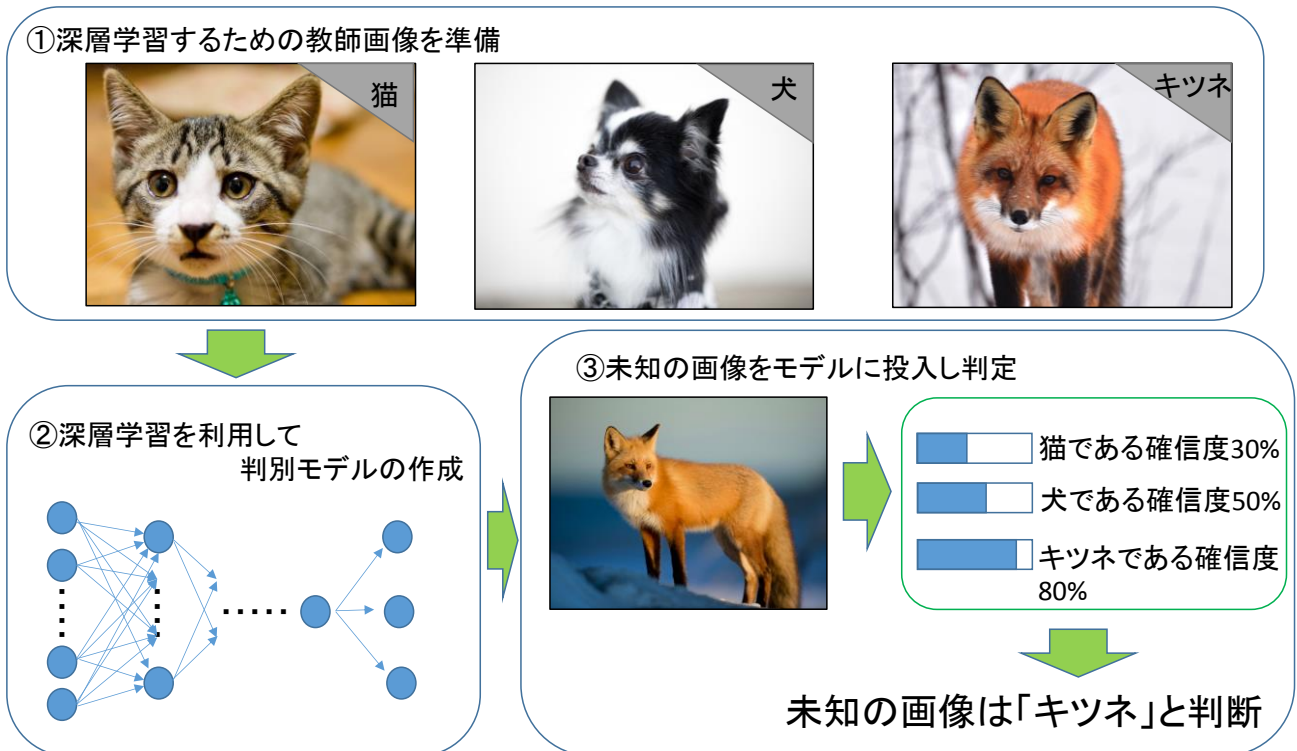 ①深層学習するための教師画像を準備
猫
犬
キツネ
②深層学習を利用して
判別モデルの作成
③未知の画像をモデルに投入し判定
猫である確信度30%
犬である確信度50%
キツネである確信度
80%
未知の画像は「キツネ」と判断